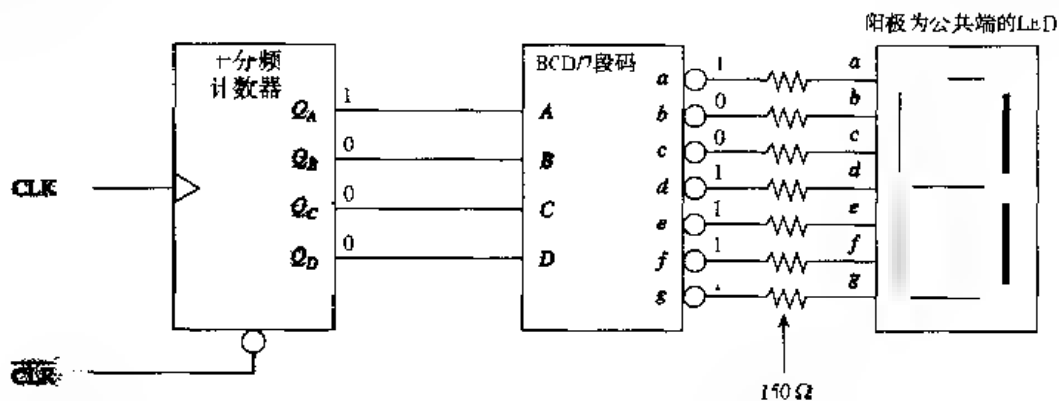 阳极为公共端的LED
十分频
计数器
BCD/7段码
Q_A 1 A a 1 a
Q_B 0 B b 0 b
Q_C 0 C c 0 c
Q_D 0 D d 1 d
e 1 e
f 1 f
g g
CLK
150 Ω